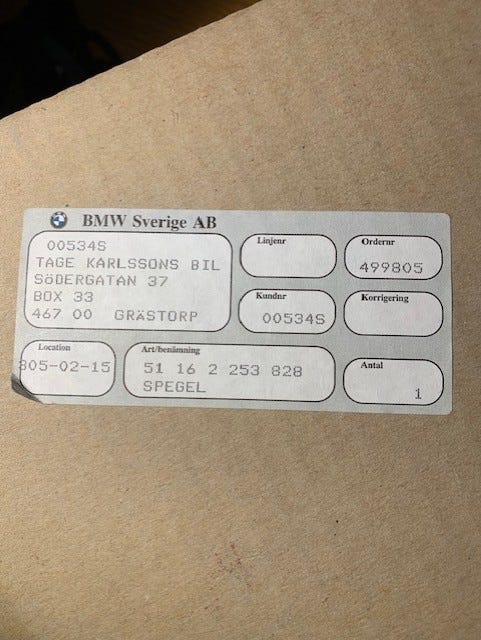 BMW Sverige AB
00534S
TAGE KARLSSONS BIL
SöDERGATAN 37
BOX 33
467 00 GRÄSTORP
Linjenr
Ordernr
499805
Kundnr
00534S
Korrigering
Location
805-02-15
Art/benämning
51 16 2 253 828
SPEGEL
Antal
1